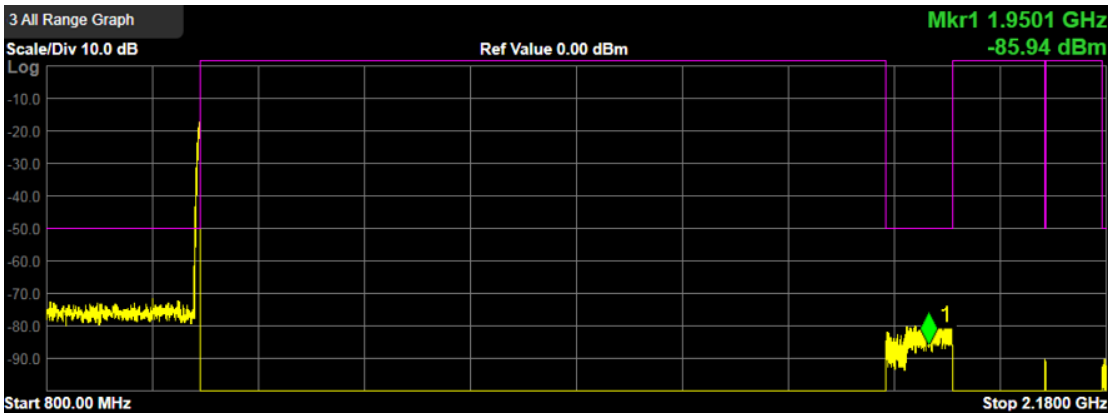 3 All Range Graph
Mkr1 1.9501 GHz
Scale/Div 10.0 dB
Ref Value 0.00 dBm
-85.94 dBm
Log
-10.0
-20.0
-30.0
-40.0
-50.0
-60.0
-70.0
-80.0
-90.0
1
Start 800.00 MHz
Stop 2.1800 GHz